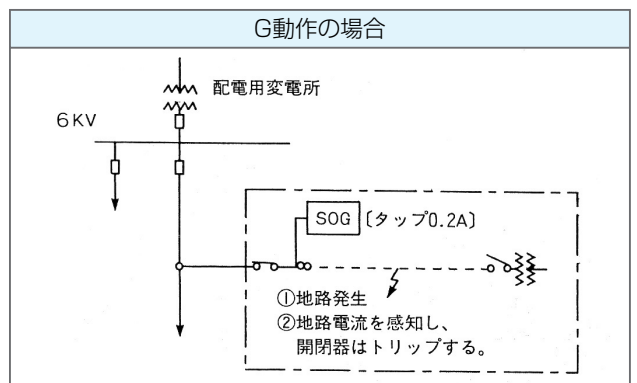 G動作の場合
配電用変電所
6KV
SOG
〔タップ0.2A〕
①地路発生
②地路電流を感知し、
開閉器はトリップする。